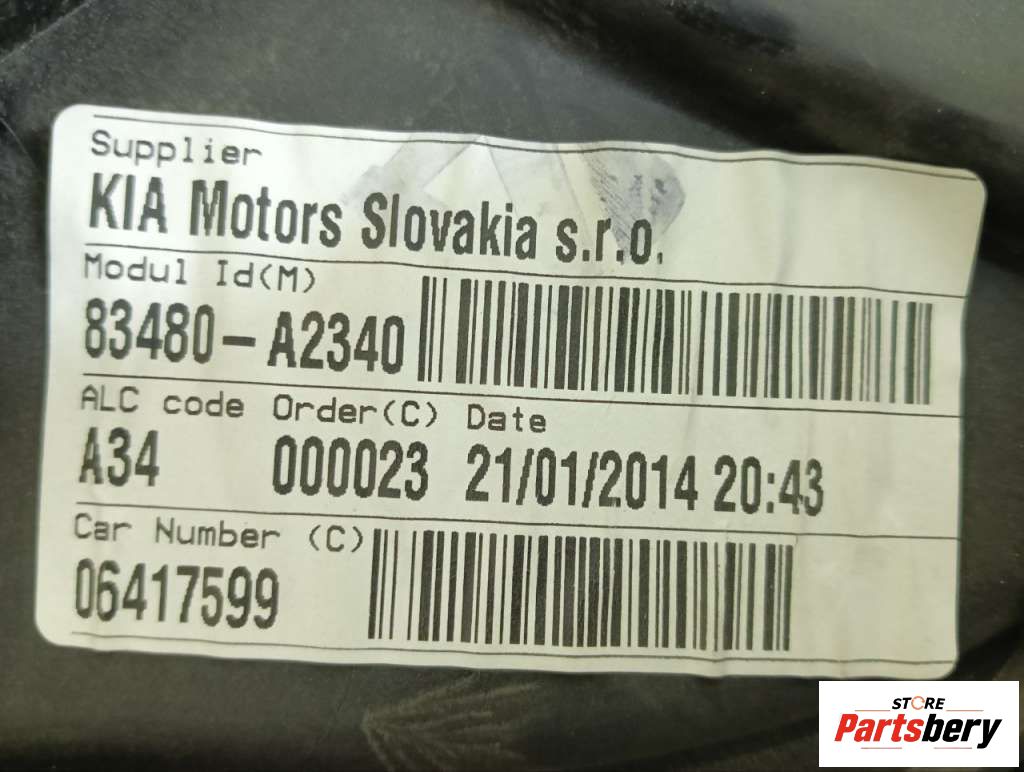 Supplier
KIA Motors Slovakia s.r.o.
Modul Id(M)
83480-A2340
ALC code Order(C) Date
A34 000023 21/01/2014 20:43
Car Number (C)
06417599
STORE
Partsbery